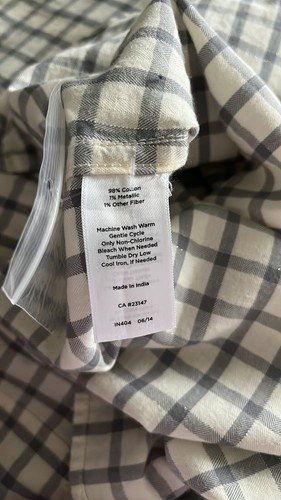 98% Cotton
1% Metallic
1% Other Fiber
Machine Wash Warm
Gentle Cycle
Only Non-Chlorine
Bleach When Needed
Tumble Dry Low
Cool Iron, If Needed
Made in India
CA #23147
IN404 06/14